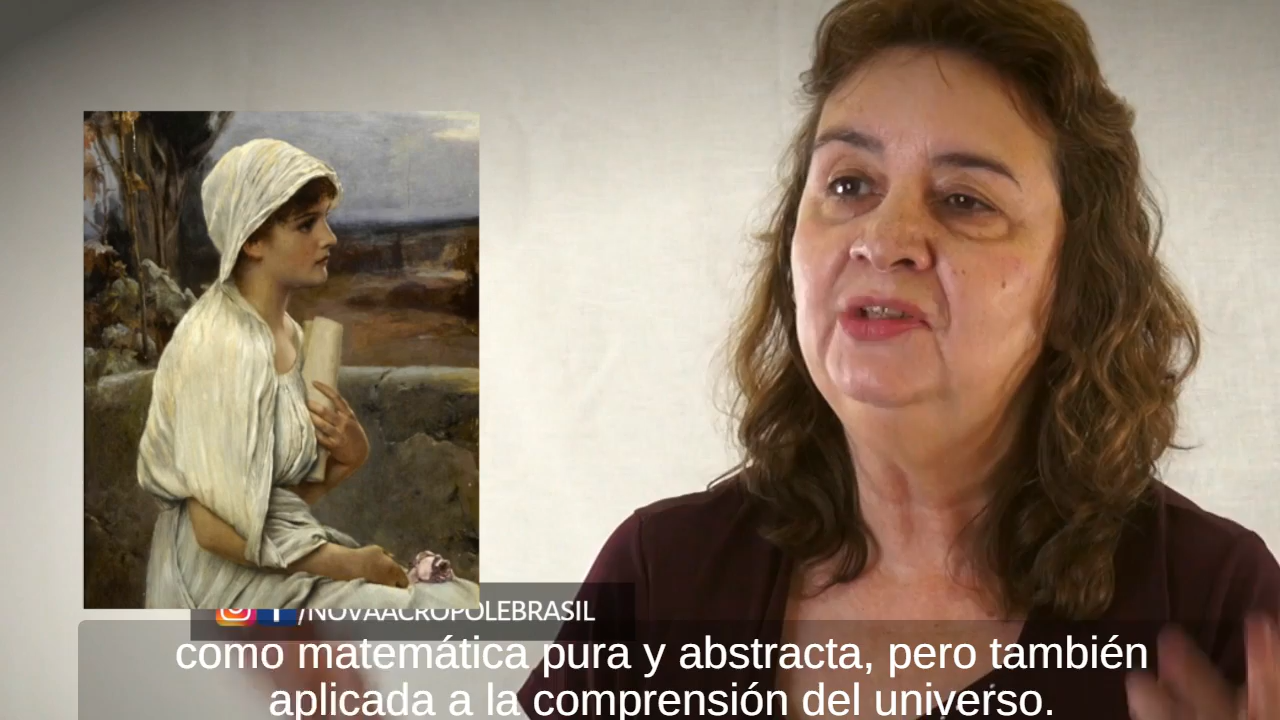 /NOVAACROPOLEBRASIL
como matemática pura y abstracta, pero también
aplicada a la comprensión del universo.